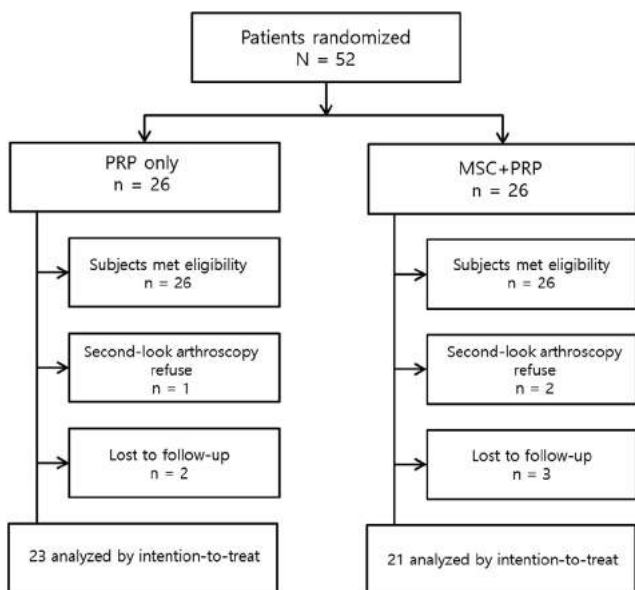 Patients randomized
N = 52
PRP only
n = 26
MSC+PRP
n = 26
Subjects met eligibility
n = 26
Subjects met eligibility
n = 26
Second-look arthroscopy
refuse
n = 1
Second-look arthroscopy
refuse
n = 2
Lost to follow-up
n = 2
Lost to follow-up
n = 3
23 analyzed by intention-to-treat
21 analyzed by intention-to-treat